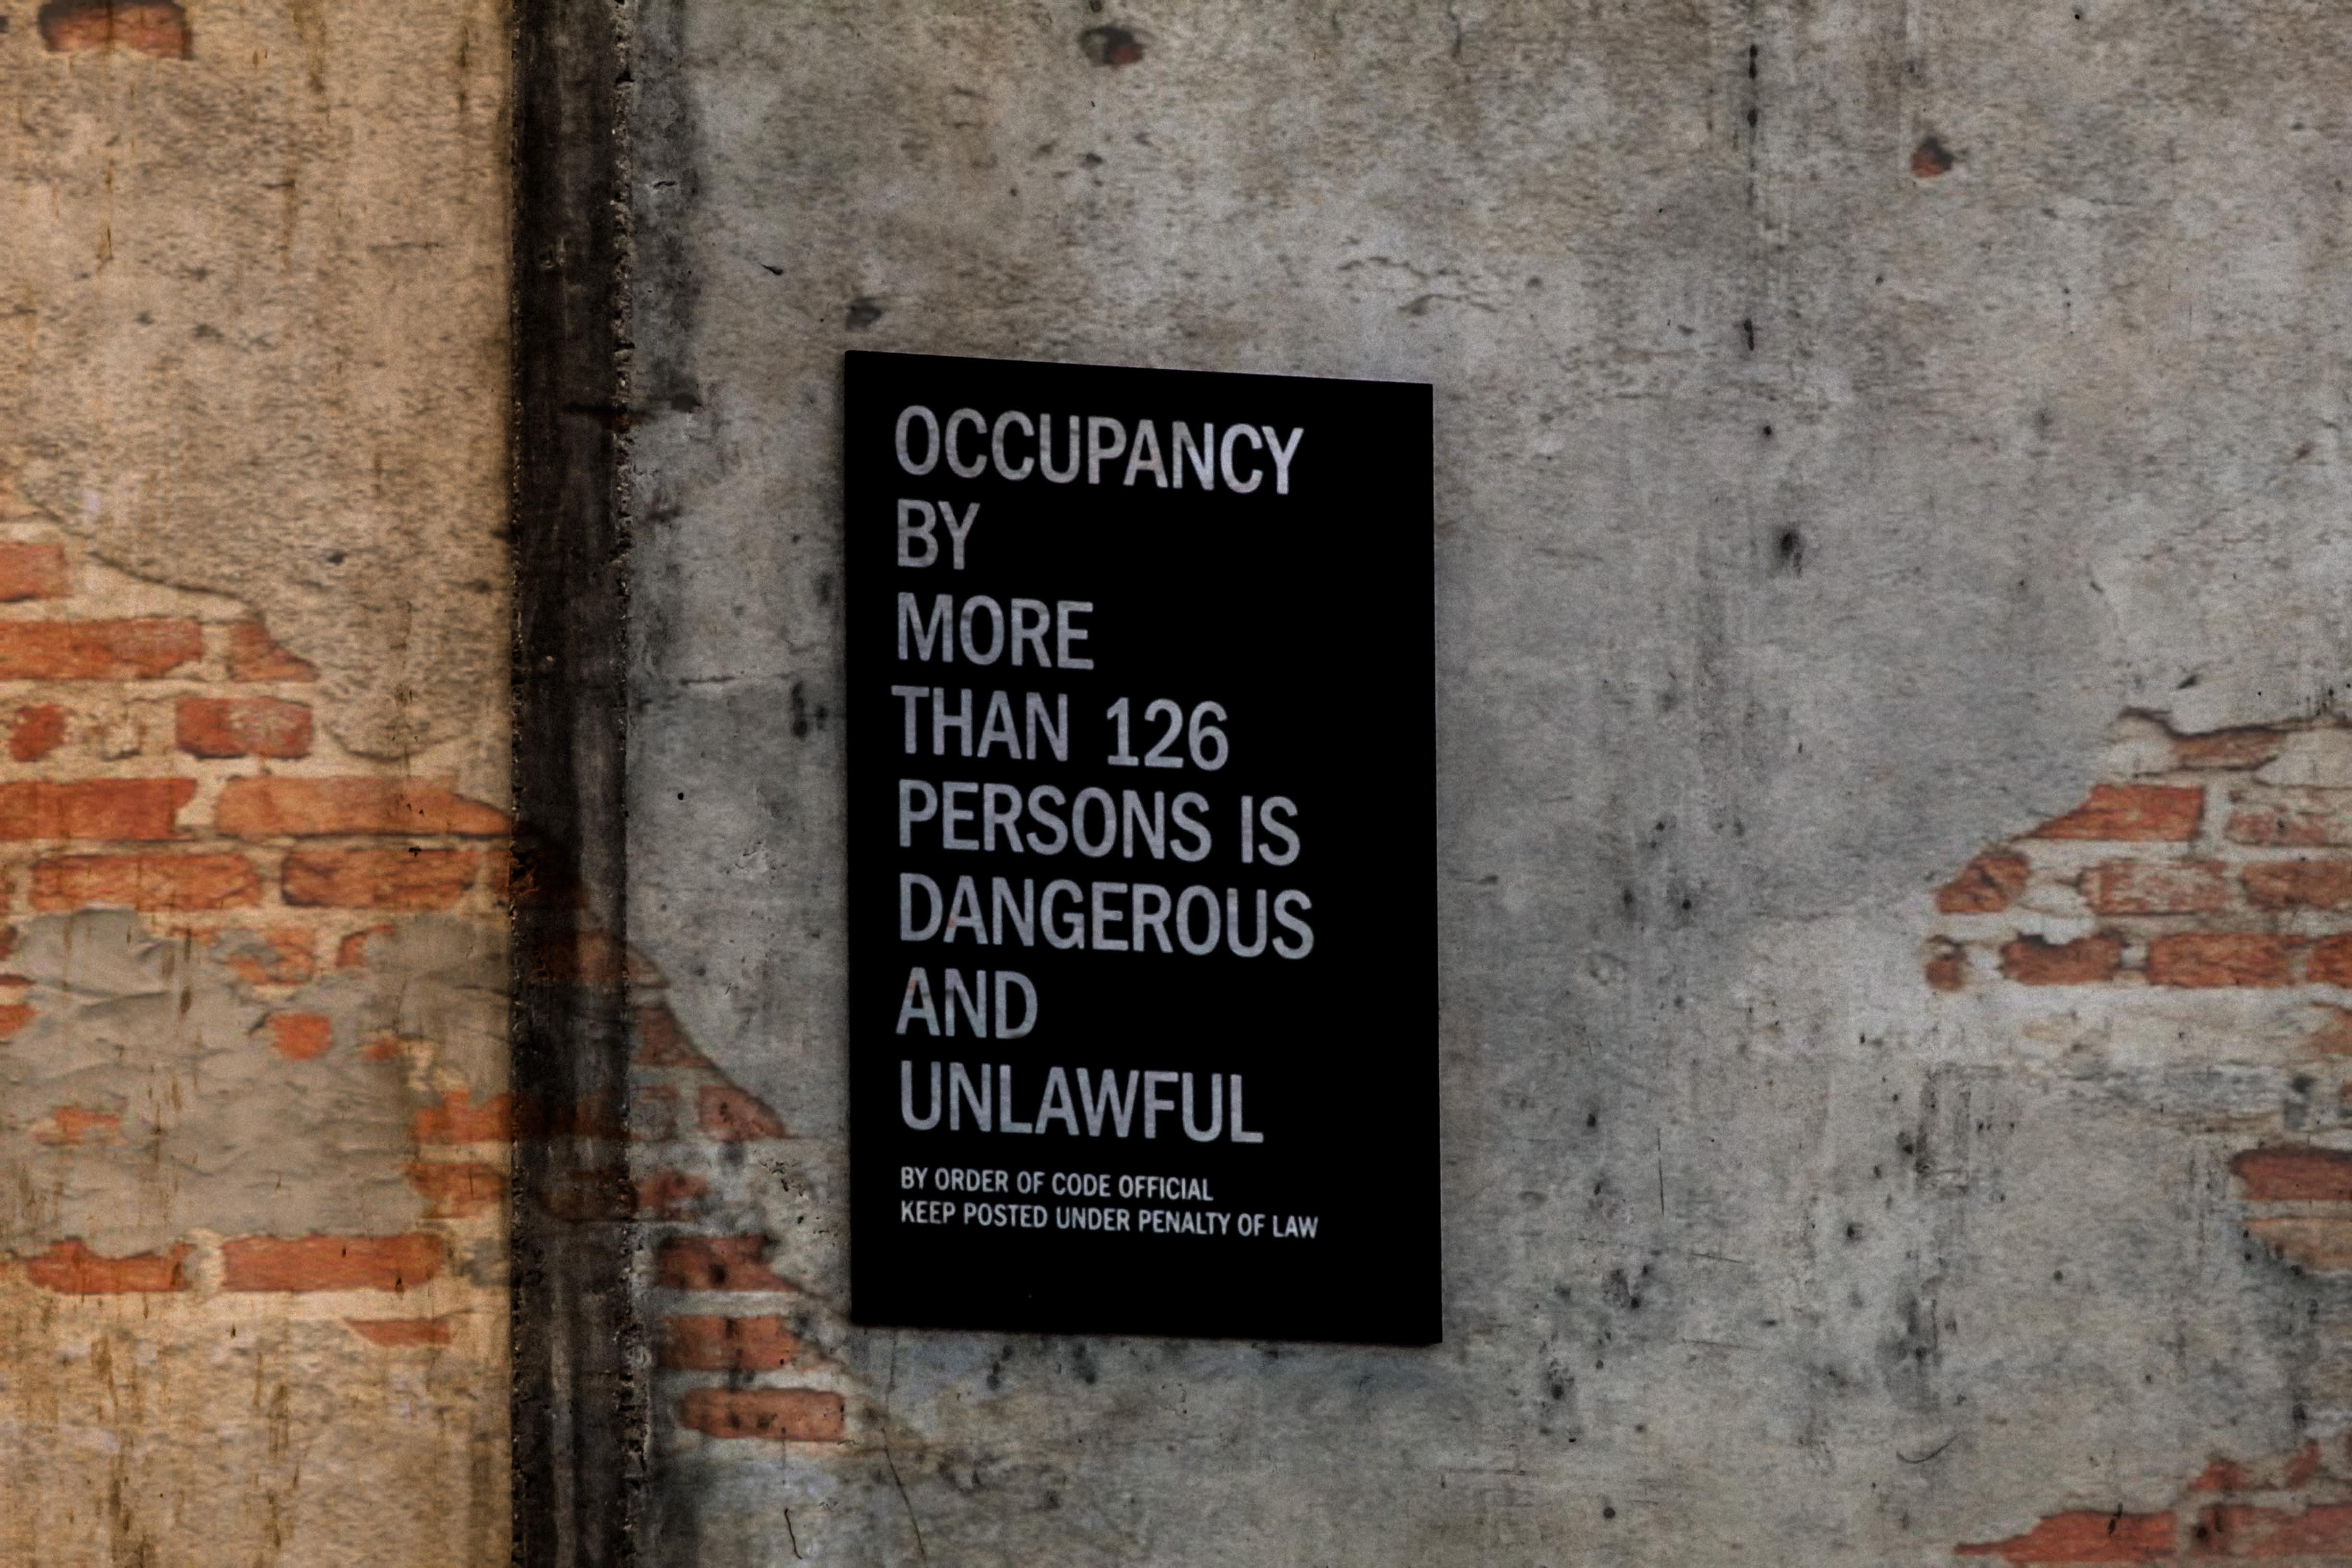 OCCUPANCY
BY
MORE
THAN 126
PERSONS IS
DANGEROUS
AND
UNLAWFUL
BY ORDER OF CODE OFFICIAL
KEEP POSTED UNDER PENALTY OF LAW